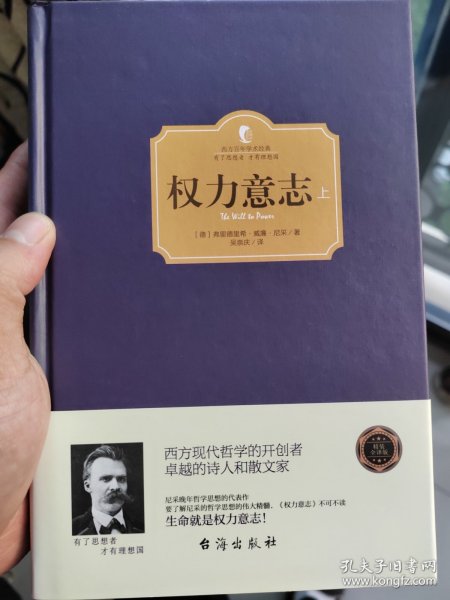 西方百年学术经典
有了思想者 才有理想国
权力意志 上
The Will to Power
［德］弗里德里希·威廉·尼采／著
吴崇庆／译
西方现代哲学的开创者
卓越的诗人和散文家
精装
全译版
尼采晚年哲学思想的代表作
要了解尼采的哲学思想的伟大精髓，《权力意志》不可不读
生命就是权力意志！
有了思想者
才有理想国
台海出版社
孔夫子旧书网
www.kongfz.com